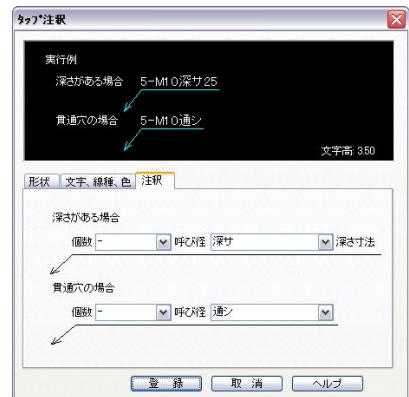 タップ注釈
実行例
深さがある場合 5-M10深サ25
貫通穴の場合 5-M10通シ
文字高: 3.50
形状 文字、線種、色 注釈
深さがある場合
個数 - 呼び径 深サ 深さ寸法
貫通穴の場合
個数 - 呼び径 通シ
登 録 取 消 ヘルプ